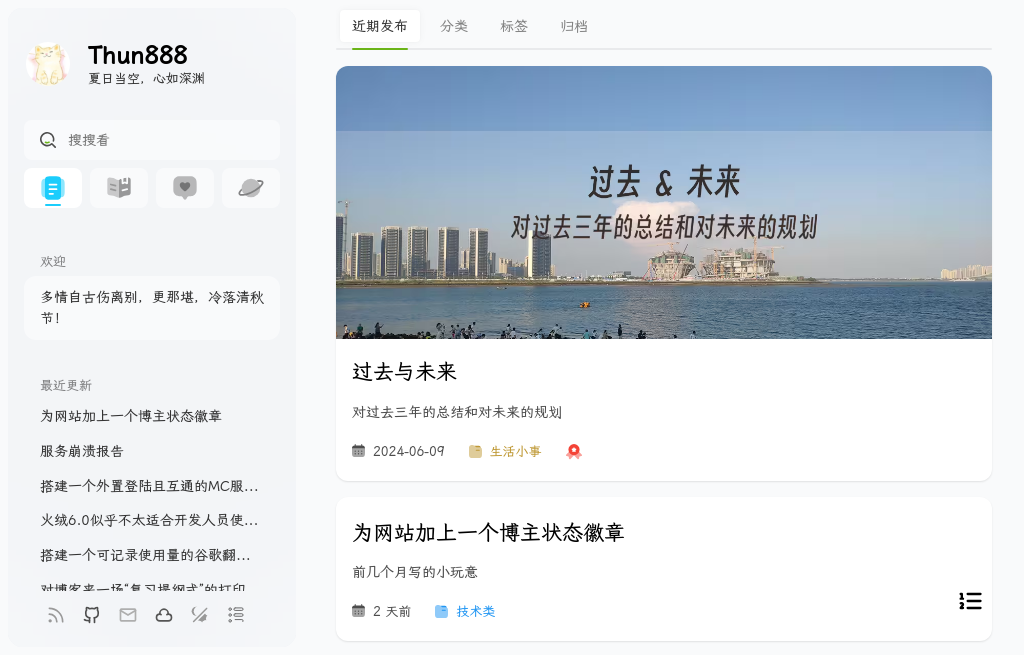 Thun888
夏日当空，心如深渊
搜搜看
欢迎
多情自古伤离别，更那堪，冷落清秋
节！
最近更新
为网站加上一个博主状态徽章
服务崩溃报告
搭建一个外置登陆且互通的MC服...
火绒6.0似乎不太适合开发人员使...
搭建一个可记录使用量的谷歌翻...
对博客来一场“复习提纲式”的打印
近期发布
分类
标签
归档
过去 & 未来
对过去三年的总结和对未来的规划
过去与未来
对过去三年的总结和对未来的规划
2024-06-09
生活小事
为网站加上一个博主状态徽章
前几个月写的小玩意
2 天前
技术类